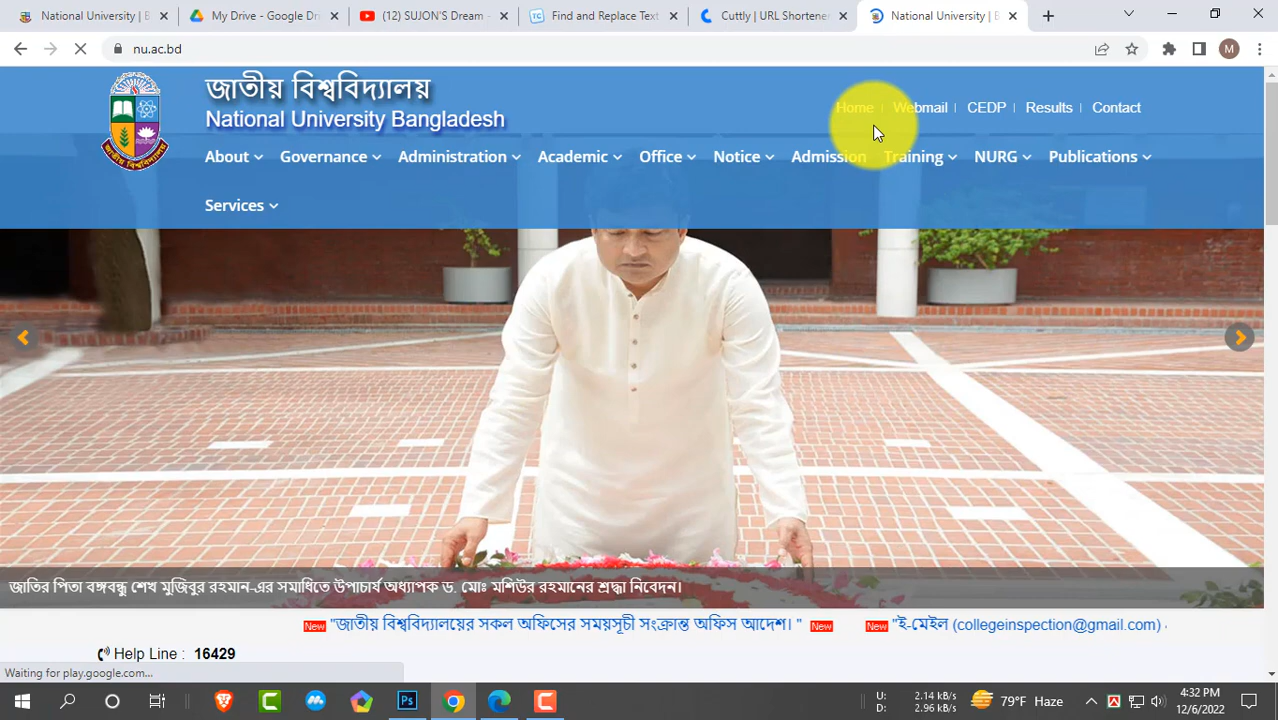 National University | B
My Drive - Google Dri
(12) SUJON'S Dream -
Find and Replace Text
Cuttly | URL Shortene
National University | B
nu.ac.bd
M
জাতীয় বিশ্ববিদ্যালয়
National University Bangladesh
Home
Webmail
CEDP
Results
Contact
About
Governance
Administration
Academic
Office
Notice
Admission
Training
NURG
Publications
Services
জাতির পিতা বঙ্গবন্ধু শেখ মুজিবুর রহমান-এর সমাধিতে উপাচার্য অধ্যাপক ড. মোঃ মশিউর রহমানের শ্রদ্ধা নিবেদন।
New "জাতীয় বিশ্ববিদ্যালয়ের সকল অফিসের সময়সূচী সংক্রান্ত অফিস আদেশ। " New
New "ই-মেইল (collegeinspection@gmail.com)
Help Line : 16429
Waiting for play.google.com...
U: 2.14 kB/s
D: 2.96 kB/s
79°F Haze
4:32 PM
12/6/2022